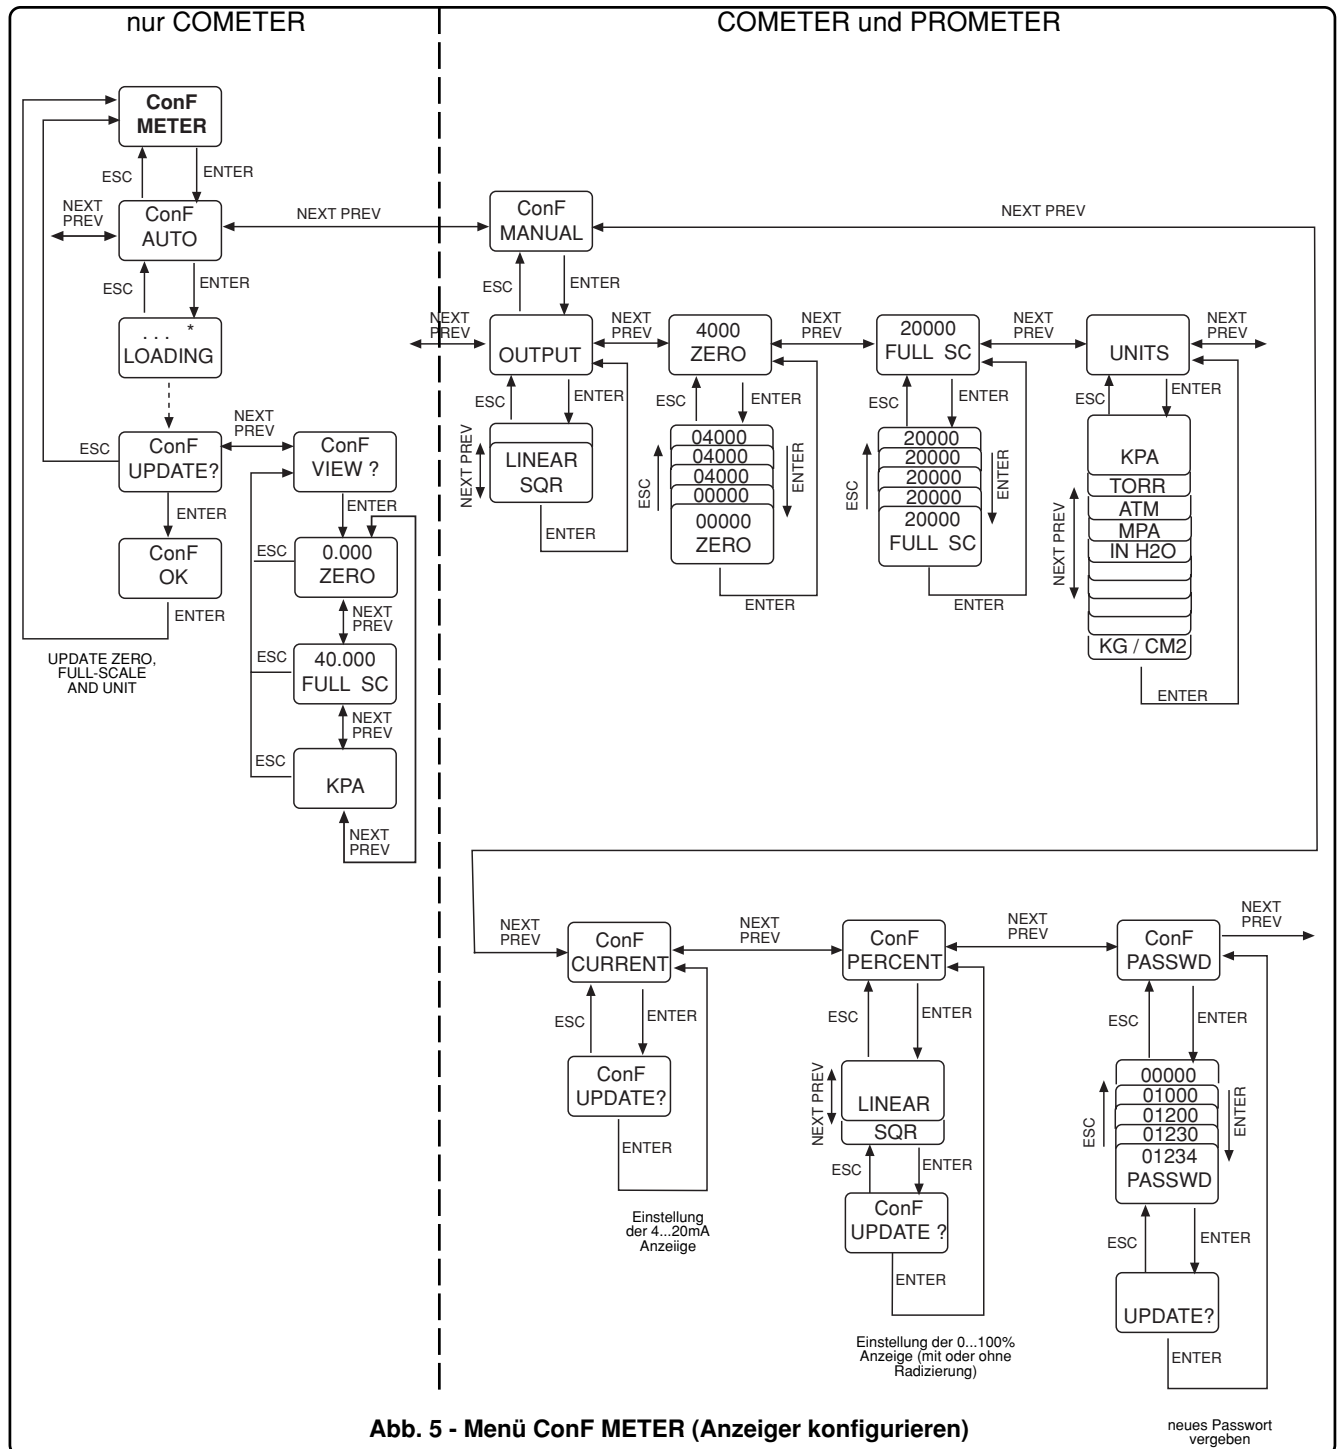 nur COMETER
COMETER und PROMETER
ConF
METER
ESC
ENTER
NEXT
PREV
ConF
AUTO
NEXT PREV
ESC
ENTER
. . . *
LOADING
ESC
ConF
UPDATE?
NEXT
PREV
ConF
VIEW ?
ENTER
ENTER
ConF
OK
ENTER
UPDATE ZERO,
FULL-SCALE
AND UNIT
ESC
0.000
ZERO
NEXT
PREV
ESC
40.000
FULL SC
NEXT
PREV
ESC
KPA
NEXT
PREV
ConF
MANUAL
NEXT PREV
ESC
ENTER
NEXT
PREV
OUTPUT
NEXT
PREV
4000
ZERO
NEXT
PREV
20000
FULL SC
NEXT
PREV
UNITS
NEXT
PREV
ESC
ENTER
NEXT PREV
LINEAR
SQR
ENTER
ESC
ENTER
ESC
04000
04000
04000
00000
00000
ZERO
ENTER
ENTER
ESC
ENTER
ESC
20000
20000
20000
20000
20000
FULL SC
ENTER
ENTER
ESC
ENTER
NEXT PREV
KPA
TORR
ATM
MPA
IN H2O
KG / CM2
ENTER
NEXT
PREV
ConF
CURRENT
NEXT
PREV
ConF
PERCENT
NEXT
PREV
ConF
PASSWD
NEXT
PREV
ESC
ENTER
ConF
UPDATE?
ENTER
Einstellung
der 4...20mA
Anzeiige
ESC
ENTER
NEXT PREV
LINEAR
SQR
ESC
ENTER
ConF
UPDATE ?
ENTER
Einstellung der 0...100%
Anzeige (mit oder ohne
Radizierung)
ESC
ENTER
ESC
00000
01000
01200
01230
01234
PASSWD
ENTER
ESC
ENTER
UPDATE?
ENTER
neues Passwort
vergeben
Abb. 5 - Menü ConF METER (Anzeiger konfigurieren)